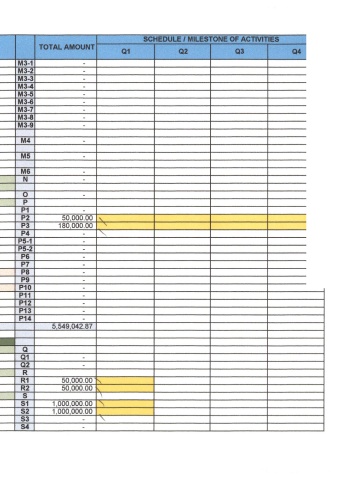 SCHEDULE / MILESTONE OF ACTIVITIES
TOTAL AMOUNT Q1 Q2 Q3 Q4
M3-1 -
M3-2 -
M3-3 -
M3-4 -
M3-5 -
M3-6 -
M3-7 -
M3-8 -
M3-9 -
M4 -
M5 -
M6 -
N
O -
P
P1 -
P2 50,000.00
P3 180,000.00
P4 -
P5-1 -
P5-2 -
P6 -
P7 -
P8 -
P9 -
P10 -
P11 -
P12 -
P13 -
P14 -
5,549,042.87
Q
Q1 -
Q2 -
R
R1 50,000.00
R2 50,000.00
S
S1 1,000,000.00
S2 1,000,000.00
S3 -
S4 -